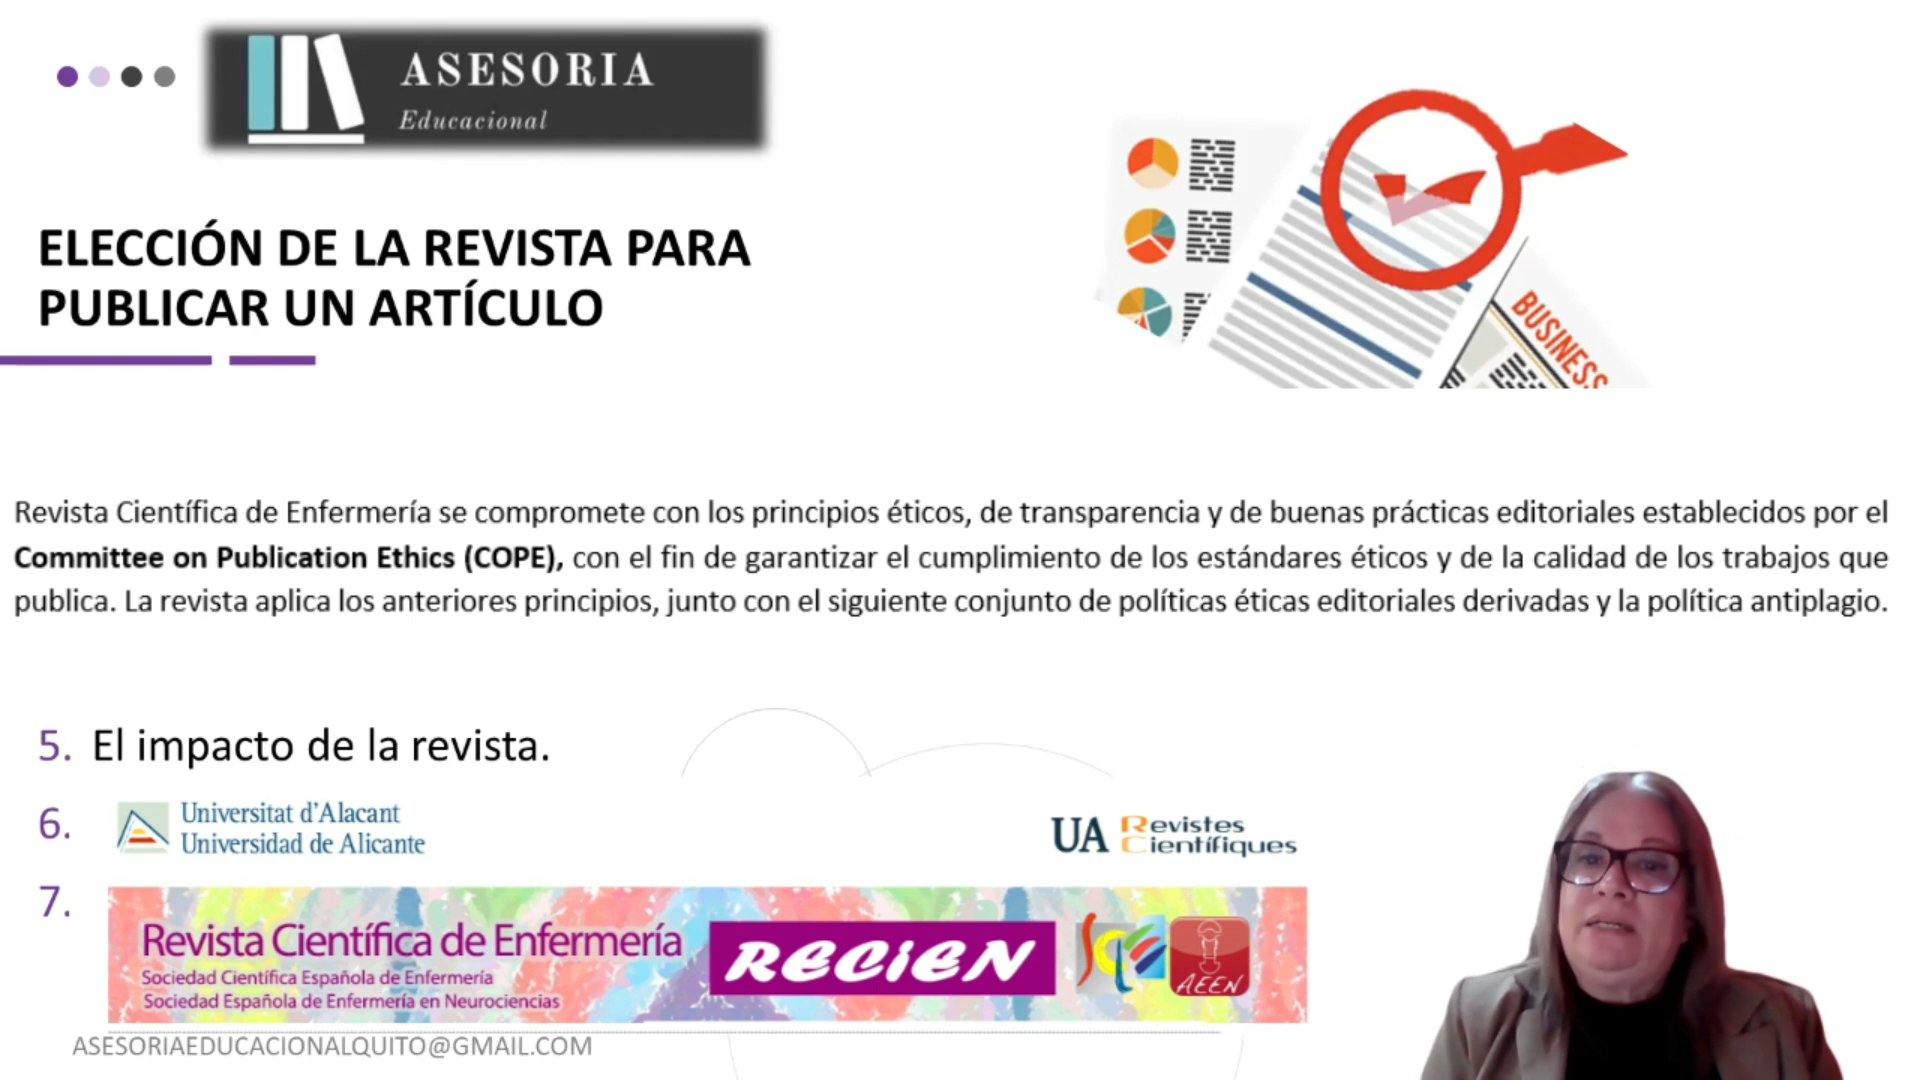 ASESORIA
Educacional
ELECCIÓN DE LA REVISTA PARA
PUBLICAR UN ARTÍCULO
BUSINESS
Revista Científica de Enfermería se compromete con los principios éticos, de transparencia y de buenas prácticas editoriales establecidos por el
Committee on Publication Ethics (COPE), con el fin de garantizar el cumplimiento de los estándares éticos y de la calidad de los trabajos que
publica. La revista aplica los anteriores principios, junto con el siguiente conjunto de políticas éticas editoriales derivadas y la política antiplagio.
5. El impacto de la revista.
6.
Universitat d'Alacant
Universidad de Alicante
UA Revistes
Científiques
7.
Revista Científica de Enfermería
Sociedad Científica Española de Enfermería
Sociedad Española de Enfermería en Neurociencias
RECIEN
AEEN
ASESORIAEDUCACIONALQUITO@GMAIL.COM